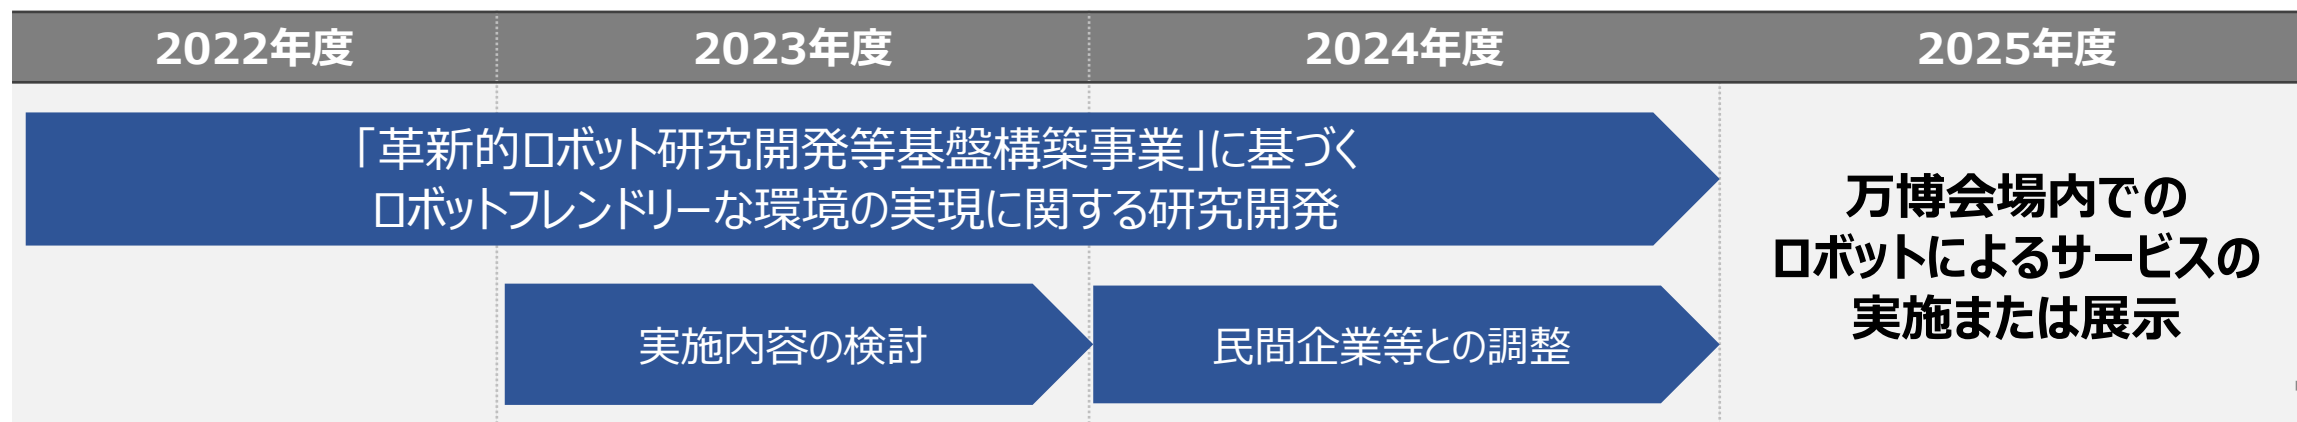 2022年度
2023年度
2024年度
2025年度
「革新的ロボット研究開発等基盤構築事業」に基づく
ロボットフレンドリーな環境の実現に関する研究開発
実施内容の検討
民間企業等との調整
万博会場内での
ロボットによるサービスの
実施または展示